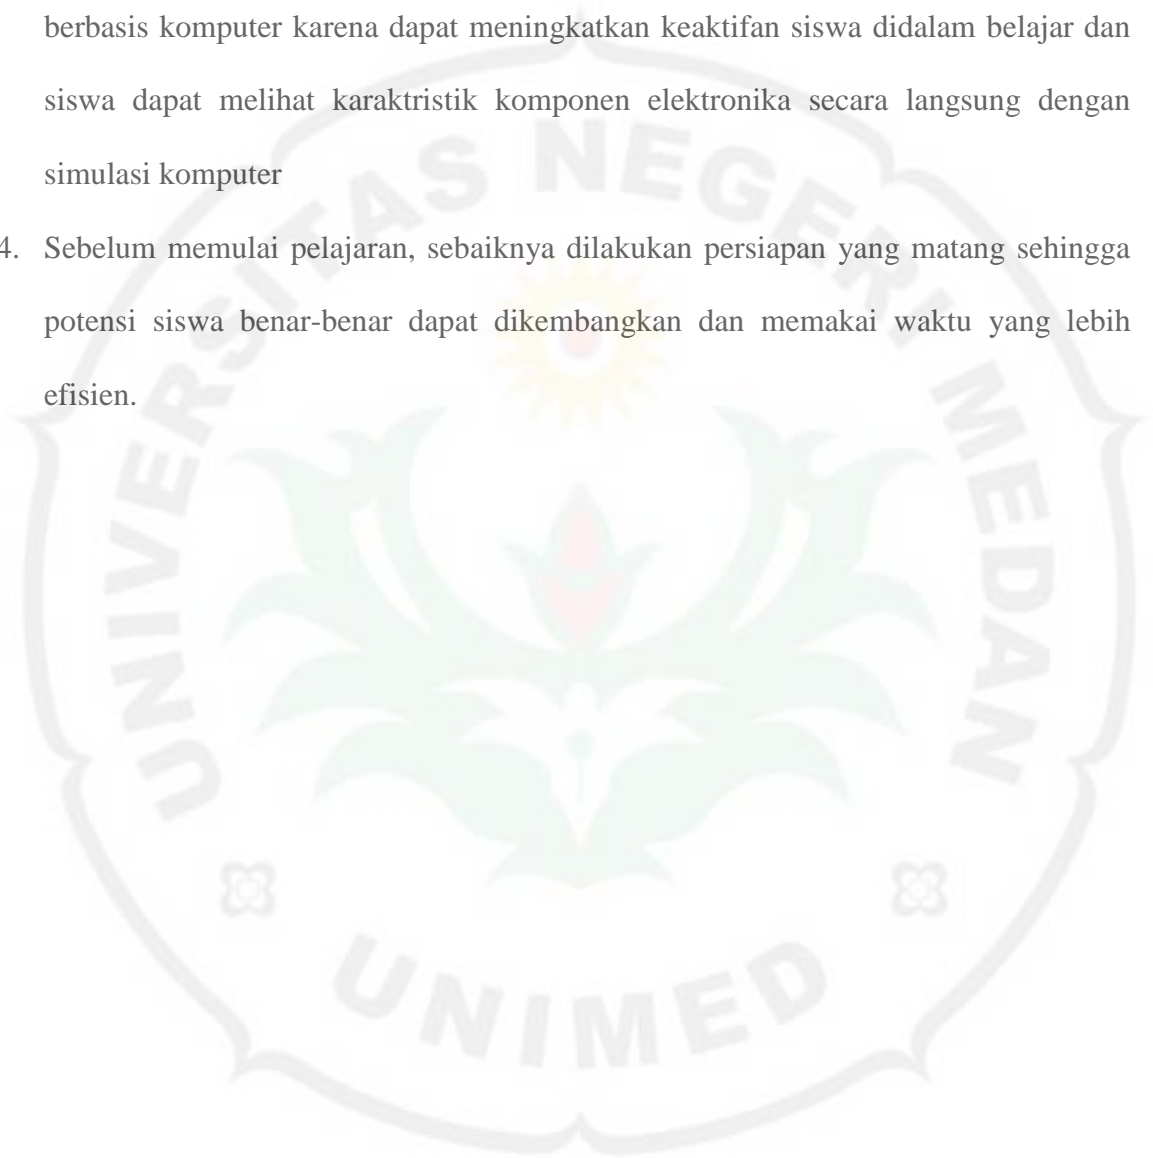 berbasis komputer karena dapat meningkatkan keaktifan siswa didalam belajar dan
siswa dapat melihat karaktristik komponen elektronika secara langsung dengan
simulasi komputer
4. Sebelum memulai pelajaran, sebaiknya dilakukan persiapan yang matang sehingga
potensi siswa benar-benar dapat dikembangkan dan memakai waktu yang lebih
efisien.
UNIVERSITAS NEGERI MEDAN
UNIMED